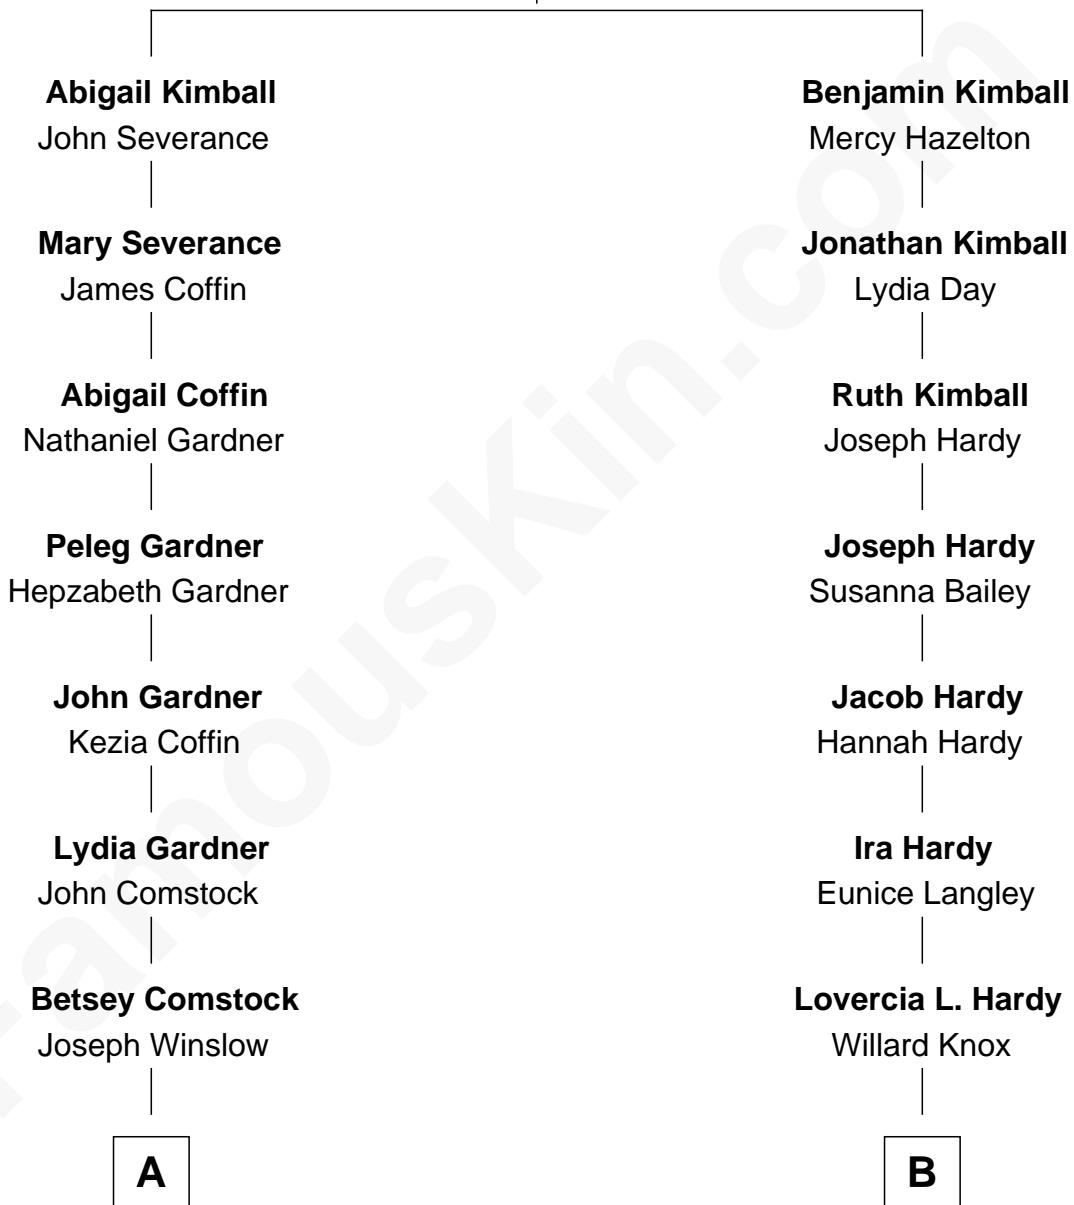 Abigail Kimball
John Severance
Benjamin Kimball
Mercy Hazelton
Mary Severance
James Coffin
Jonathan Kimball
Lydia Day
Abigail Coffin
Nathaniel Gardner
Ruth Kimball
Joseph Hardy
Peleg Gardner
Hepzabeth Gardner
Joseph Hardy
Susanna Bailey
John Gardner
Kezia Coffin
Jacob Hardy
Hannah Hardy
Lydia Gardner
John Comstock
Ira Hardy
Eunice Langley
Betsey Comstock
Joseph Winslow
Lovercia L. Hardy
Willard Knox
A
B
FamousKin.com